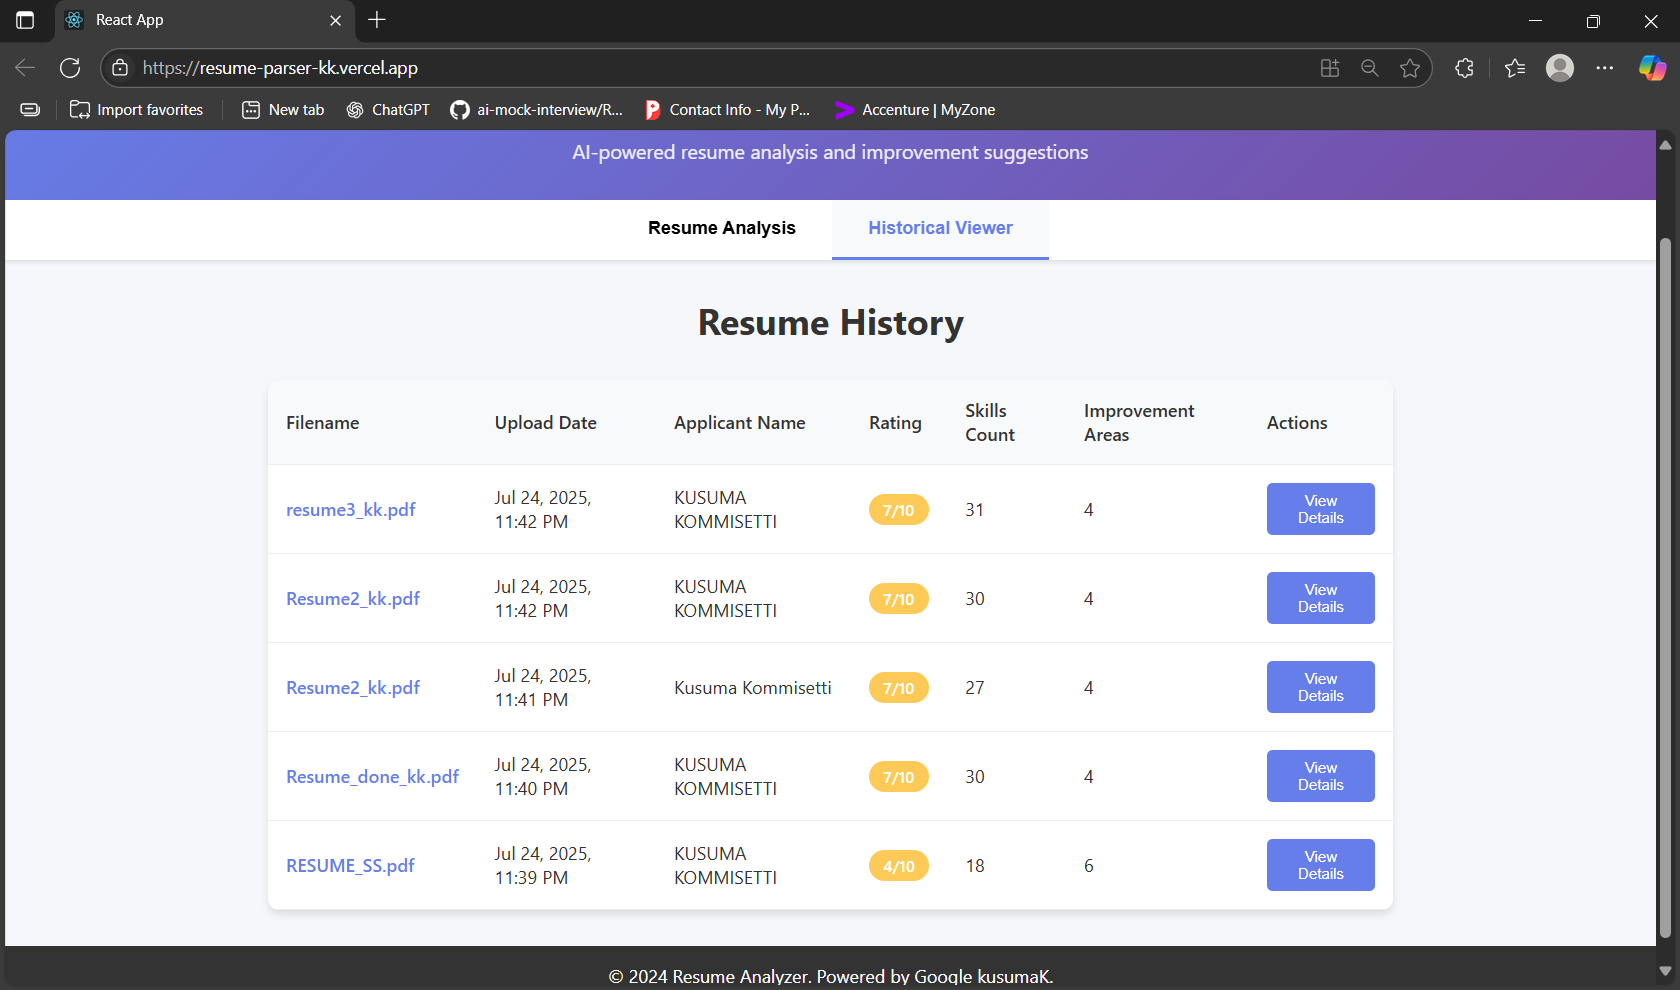 React App
https://resume-parser-kk.vercel.app
Import favorites
New tab
ChatGPT
ai-mock-interview/R...
Contact Info - My P...
Accenture | MyZone
AI-powered resume analysis and improvement suggestions
Resume Analysis
Historical Viewer
Resume History
Filename
Upload Date
Applicant Name
Rating
Skills
Count
Improvement
Areas
Actions
resume3_kk.pdf
Jul 24, 2025,
11:42 PM
KUSUMA
KOMMISETTI
7/10
31
4
View
Details
Resume2_kk.pdf
Jul 24, 2025,
11:42 PM
KUSUMA
KOMMISETTI
7/10
30
4
View
Details
Resume2_kk.pdf
Jul 24, 2025,
11:41 PM
Kusuma Kommisetti
7/10
27
4
View
Details
Resume_done_kk.pdf
Jul 24, 2025,
11:40 PM
KUSUMA
KOMMISETTI
7/10
30
4
View
Details
RESUME_SS.pdf
Jul 24, 2025,
11:39 PM
KUSUMA
KOMMISETTI
4/10
18
6
View
Details
© 2024 Resume Analyzer. Powered by Google kusumaK.